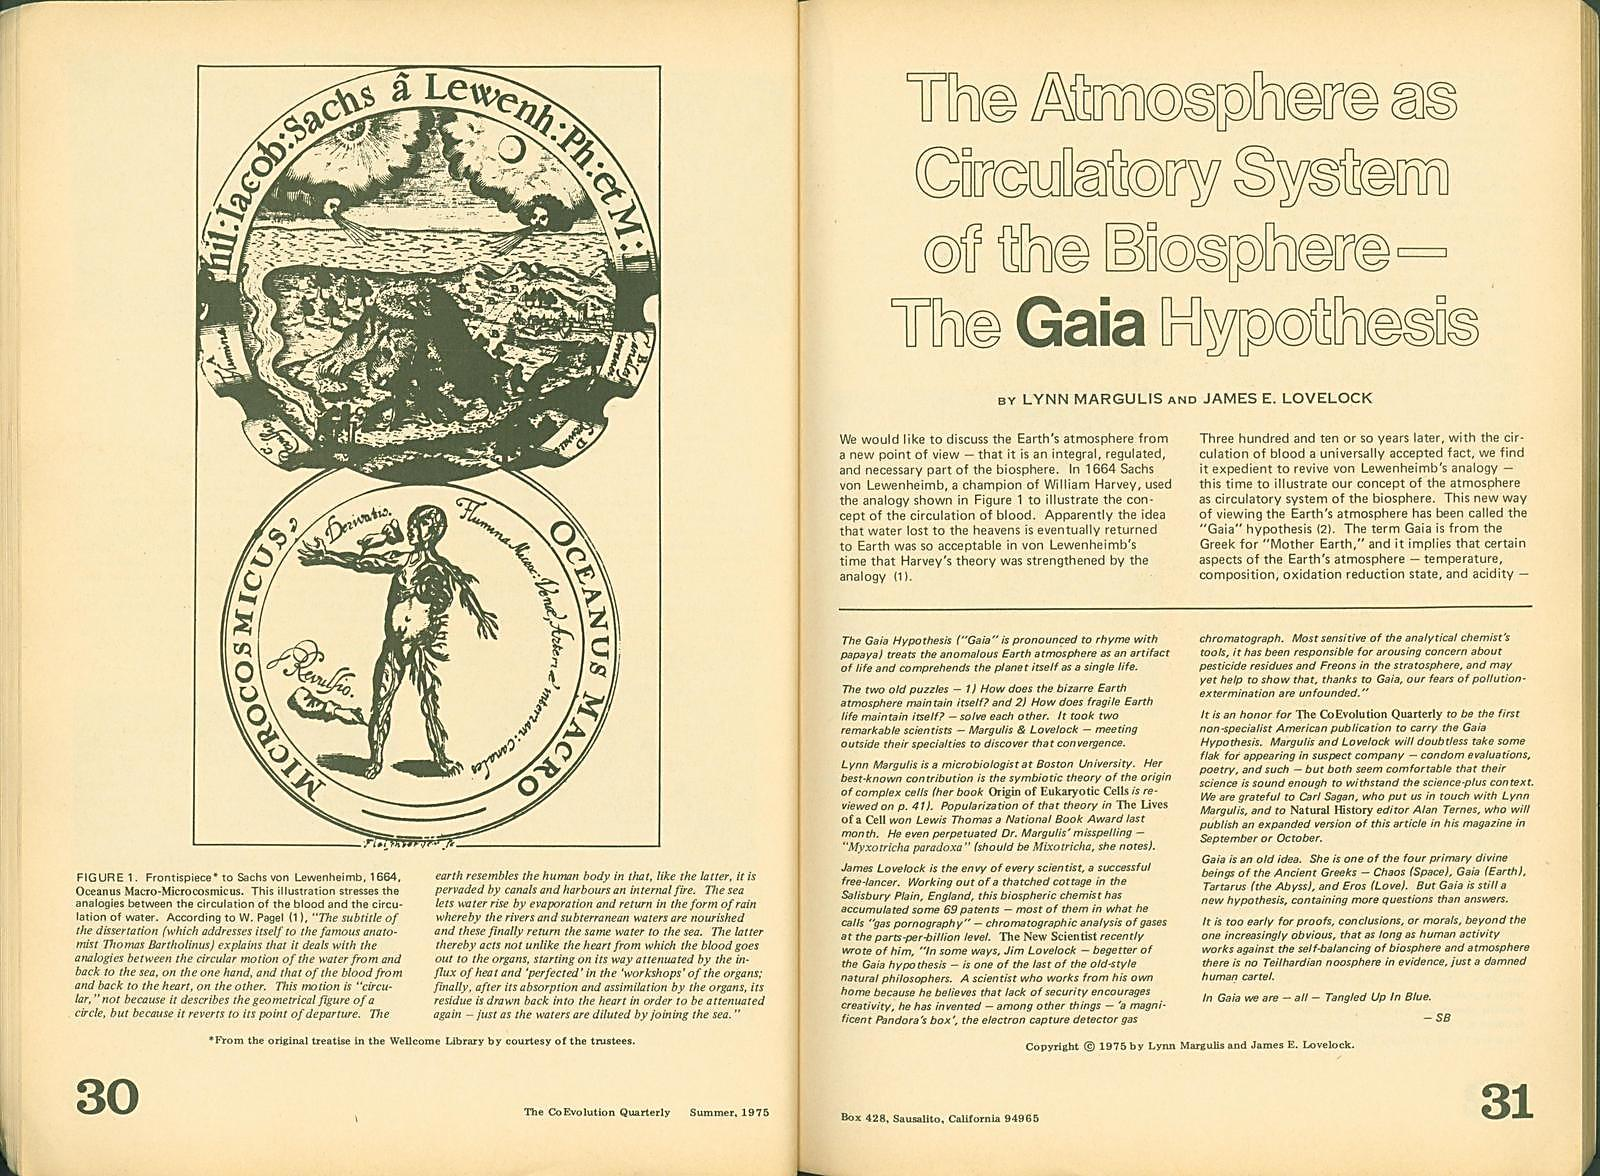 hil: Iacob: Sachs ã Lewenh: Ph: et M: D
A
Flumina
B
Canales
C.
Revulsio
D
B
B
B
B
MICROCOSMICUS,
OCEANUS MACRO
Derivatio.
Revulsio.
Flumina Microc: Venæ, Arteriæ
Canales
FIGURE 1. Frontispiece* to Sachs von Lewenheimb, 1664,
Oceanus Macro-Microcosmicus. This illustration stresses the
analogies between the circulation of the blood and the circu-
lation of water. According to W. Pagel (1), "The subtitle of
the dissertation (which addresses itself to the famous anato-
mist Thomas Bartholinus) explains that it deals with the
analogies between the circular motion of the water from and
back to the sea, on the one hand, and that of the blood from
and back to the heart, on the other. This motion is "circu-
lar," not because it describes the geometrical figure of a
circle, but because it reverts to its point of departure. The
earth resembles the human body in that, like the latter, it is
pervaded by canals and harbours an internal fire. The sea
lets water rise by evaporation and return in the form of rain
whereby the rivers and subterranean waters are nourished
and these finally return the same water to the sea. The latter
thereby acts not unlike the heart from which the blood goes
out to the organs, starting on its way attenuated by the in-
flux of heat and 'perfected' in the 'workshops' of the organs;
finally, after its absorption and assimilation by the organs, its
residue is drawn back into the heart in order to be attenuated
again – just as the waters are diluted by joining the sea."
*From the original treatise in the Wellcome Library by courtesy of the trustees.
30
The CoEvolution Quarterly Summer, 1975
The Atmosphere as
Circulatory System
of the Biosphere—
The Gaia Hypothesis
BY LYNN MARGULIS AND JAMES E. LOVELOCK
We would like to discuss the Earth's atmosphere from
a new point of view – that it is an integral, regulated,
and necessary part of the biosphere. In 1664 Sachs
von Lewenheimb, a champion of William Harvey, used
the analogy shown in Figure 1 to illustrate the con-
cept of the circulation of blood. Apparently the idea
that water lost to the heavens is eventually returned
to Earth was so acceptable in von Lewenheimb's
time that Harvey's theory was strengthened by the
analogy (1).
Three hundred and ten or so years later, with the cir-
culation of blood a universally accepted fact, we find
it expedient to revive von Lewenheimb's analogy –
this time to illustrate our concept of the atmosphere
as circulatory system of the biosphere. This new way
of viewing the Earth's atmosphere has been called the
"Gaia" hypothesis (2). The term Gaia is from the
Greek for "Mother Earth," and it implies that certain
aspects of the Earth's atmosphere – temperature,
composition, oxidation reduction state, and acidity –
The Gaia Hypothesis ("Gaia" is pronounced to rhyme with
papaya) treats the anomalous Earth atmosphere as an artifact
of life and comprehends the planet itself as a single life.
The two old puzzles – 1) How does the bizarre Earth
atmosphere maintain itself? and 2) How does fragile Earth
life maintain itself? – solve each other. It took two
remarkable scientists – Margulis & Lovelock – meeting
outside their specialties to discover that convergence.
Lynn Margulis is a microbiologist at Boston University. Her
best-known contribution is the symbiotic theory of the origin
of complex cells (her book Origin of Eukaryotic Cells is re-
viewed on p. 41). Popularization of that theory in The Lives
of a Cell won Lewis Thomas a National Book Award last
month. He even perpetuated Dr. Margulis' misspelling –
"Myxotricha paradoxa" (should be Mixotricha, she notes).
James Lovelock is the envy of every scientist, a successful
free-lancer. Working out of a thatched cottage in the
Salisbury Plain, England, this biospheric chemist has
accumulated some 69 patents – most of them in what he
calls "gas pornography" – chromatographic analysis of gases
at the parts-per-billion level. The New Scientist recently
wrote of him, "In some ways, Jim Lovelock – begetter of
the Gaia hypothesis – is one of the last of the old-style
natural philosophers. A scientist who works from his own
home because he believes that lack of security encourages
creativity, he has invented – among other things – 'a magni-
ficent Pandora's box', the electron capture detector gas
chromatograph. Most sensitive of the analytical chemist's
tools, it has been responsible for arousing concern about
pesticide residues and Freons in the stratosphere, and may
yet help to show that, thanks to Gaia, our fears of pollution-
extermination are unfounded."
It is an honor for The CoEvolution Quarterly to be the first
non-specialist American publication to carry the Gaia
Hypothesis. Margulis and Lovelock will doubtless take some
flak for appearing in suspect company – condom evaluations,
poetry, and such – but both seem comfortable that their
science is sound enough to withstand the science-plus context.
We are grateful to Carl Sagan, who put us in touch with Lynn
Margulis, and to Natural History editor Alan Ternes, who will
publish an expanded version of this article in his magazine in
September or October.
Gaia is an old idea. She is one of the four primary divine
beings of the Ancient Greeks – Chaos (Space), Gaia (Earth),
Tartarus (the Abyss), and Eros (Love). But Gaia is still a
new hypothesis, containing more questions than answers.
It is too early for proofs, conclusions, or morals, beyond the
one increasingly obvious, that as long as human activity
works against the self-balancing of biosphere and atmosphere
there is no Teilhardian noosphere in evidence, just a damned
human cartel.
In Gaia we are – all – Tangled Up In Blue.
– SB
Copyright © 1975 by Lynn Margulis and James E. Lovelock.
Box 428, Sausalito, California 94965
31